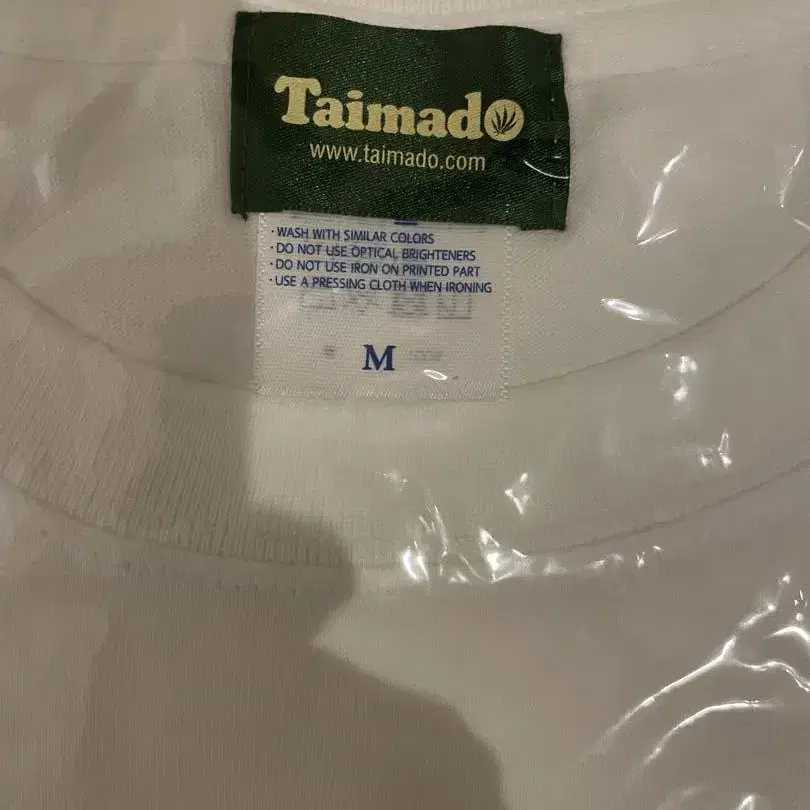 Taimado
www.taimado.com
· WASH WITH SIMILAR COLORS
· DO NOT USE OPTICAL BRIGHTENERS
· DO NOT USE IRON ON PRINTED PART
· USE A PRESSING CLOTH WHEN IRONING
M